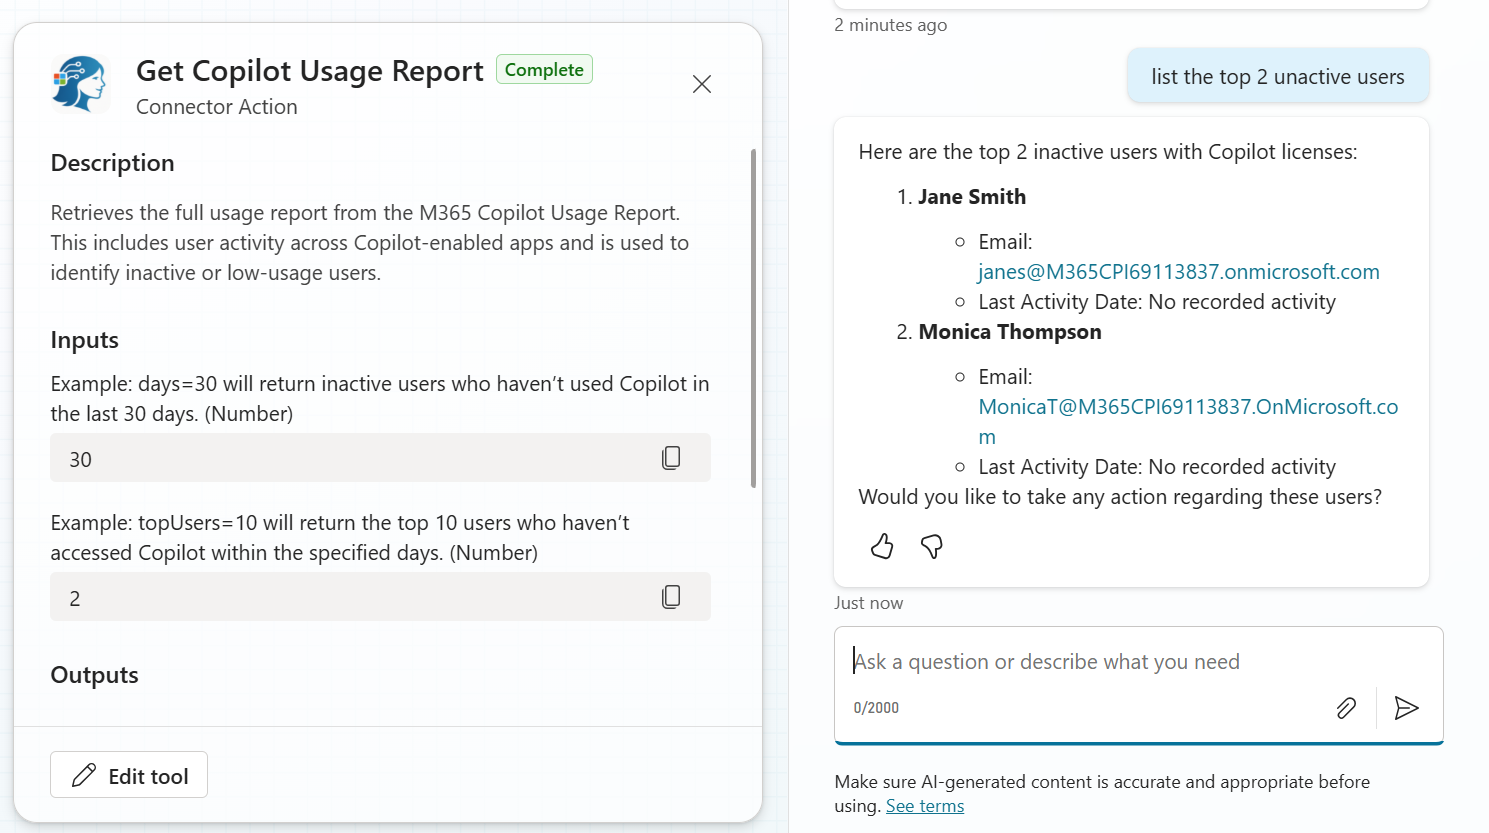 Get Copilot Usage Report
Complete
Connector Action
Description
Retrieves the full usage report from the M365 Copilot Usage Report.
This includes user activity across Copilot-enabled apps and is used to
identify inactive or low-usage users.
Inputs
Example: days=30 will return inactive users who haven’t used Copilot in
the last 30 days. (Number)
30
Example: topUsers=10 will return the top 10 users who haven’t
accessed Copilot within the specified days. (Number)
2
Outputs
Edit tool
2 minutes ago
list the top 2 unactive users
Here are the top 2 inactive users with Copilot licenses:
1. Jane Smith
Email:
janes@M365CPI69113837.onmicrosoft.com
Last Activity Date: No recorded activity
2. Monica Thompson
Email:
MonicaT@M365CPI69113837.OnMicrosoft.co
m
Last Activity Date: No recorded activity
Would you like to take any action regarding these users?
Just now
Ask a question or describe what you need
0/2000
Make sure AI-generated content is accurate and appropriate before
using. See terms